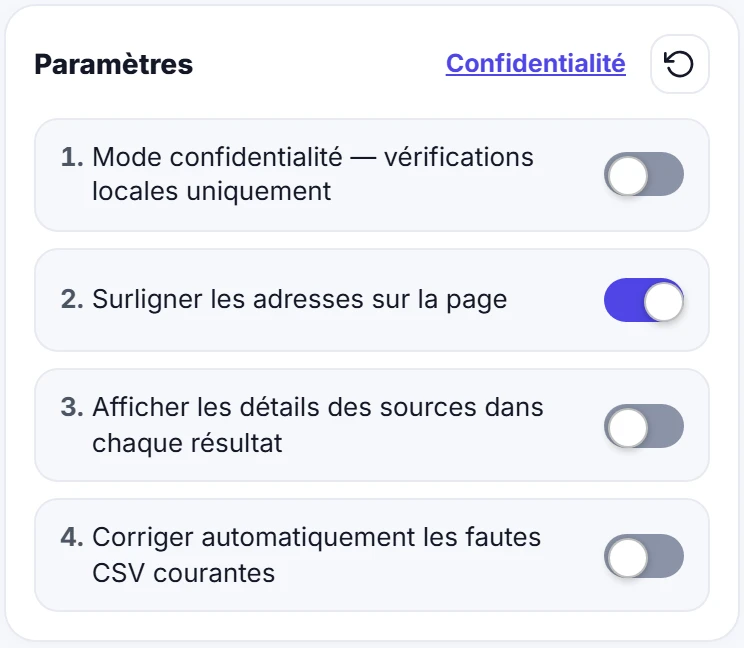 Paramètres Confidentialité
1. Mode confidentialité — vérifications
locales uniquement
2. Surligner les adresses sur la page
3. Afficher les détails des sources dans
chaque résultat
4. Corriger automatiquement les fautes
CSV courantes